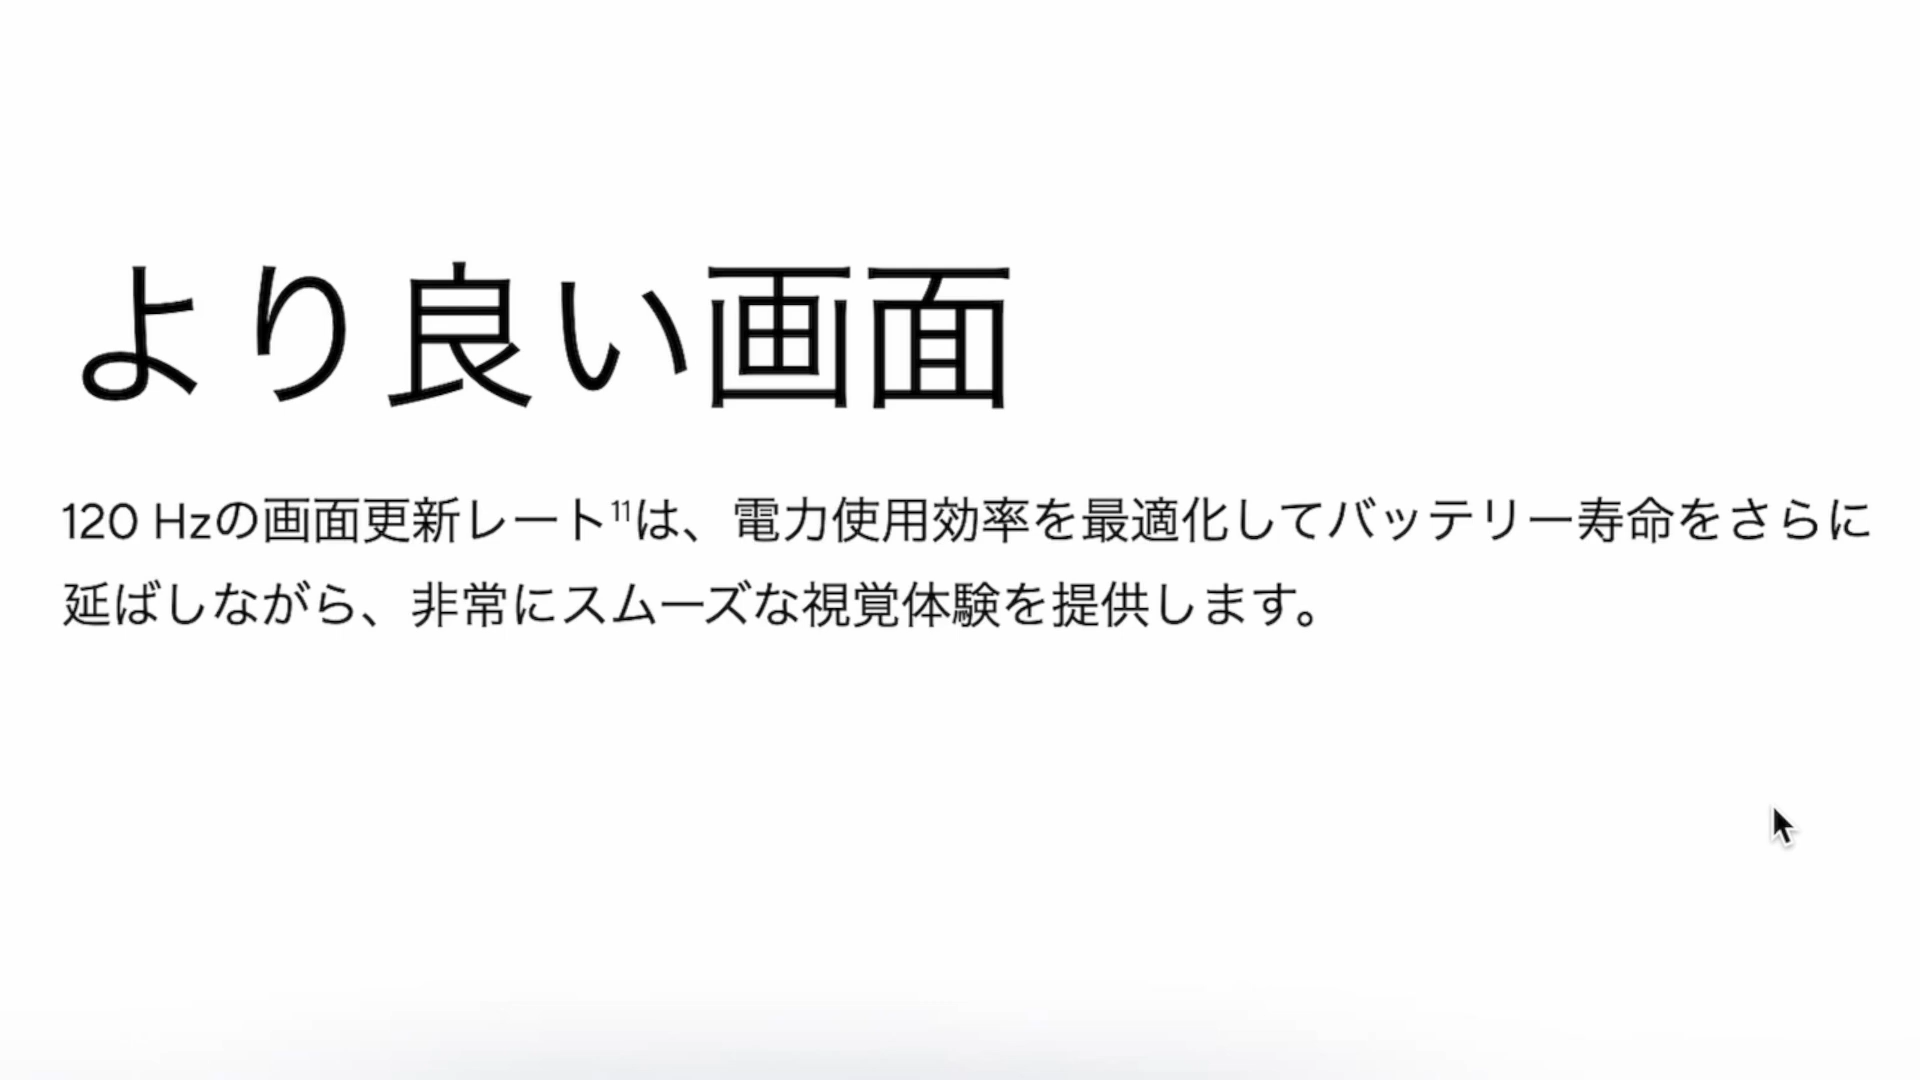 より良い画面
120 Hzの画面更新レート¹¹は、電力使用効率を最適化してバッテリー寿命をさらに
延ばしながら、非常にスムーズな視覚体験を提供します。